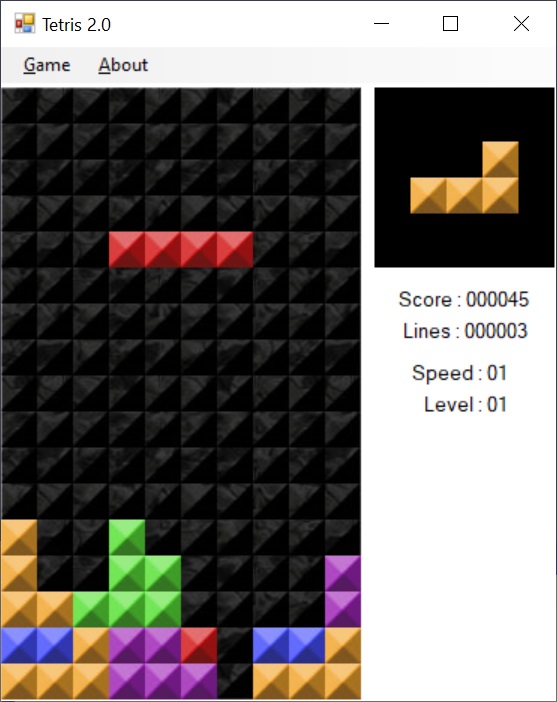 Tetris 2.0
Game About
Score : 000045
Lines : 000003
Speed : 01
Level : 01